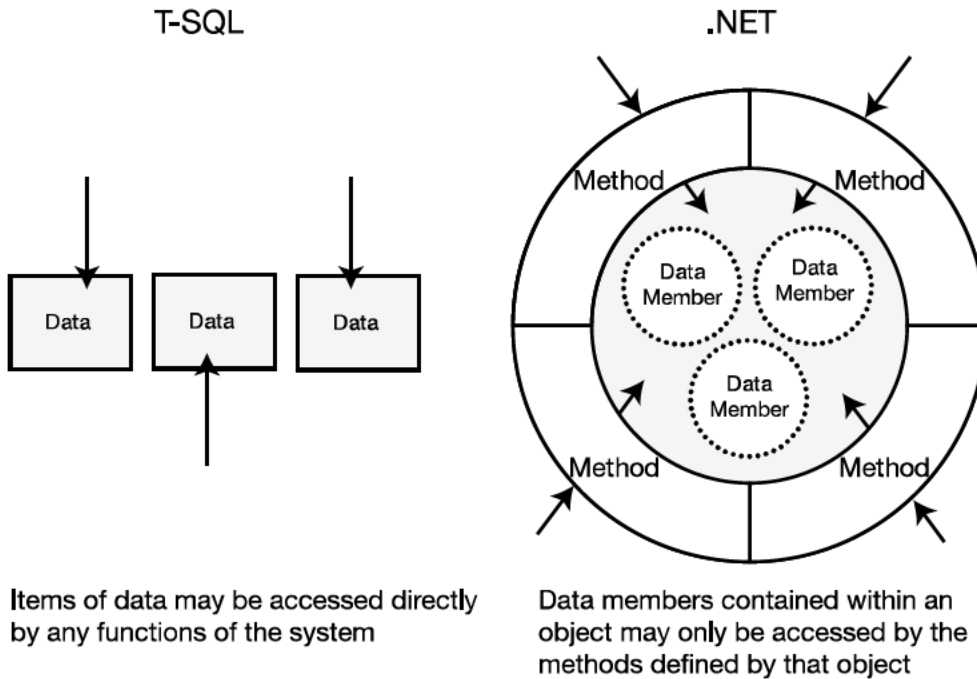 T-SQL
.NET
Data
Data
Data
Method
Method
Data
Member
Data
Member
Data
Member
Method
Method
Items of data may be accessed directly
by any functions of the system
Data members contained within an
object may only be accessed by the
methods defined by that object